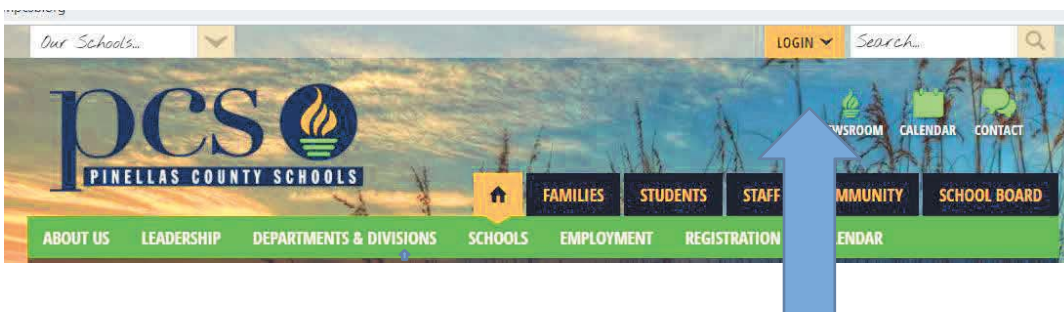 Our Schools...
LOGIN
Search...
pcs
PINELLAS COUNTY SCHOOLS
CALENDAR
CONTACT
FAMILIES
STUDENTS
STAFF
SCHOOL BOARD
ABOUT US
LEADERSHIP
DEPARTMENTS & DIVISIONS
SCHOOLS
EMPLOYMENT
REGISTRATION